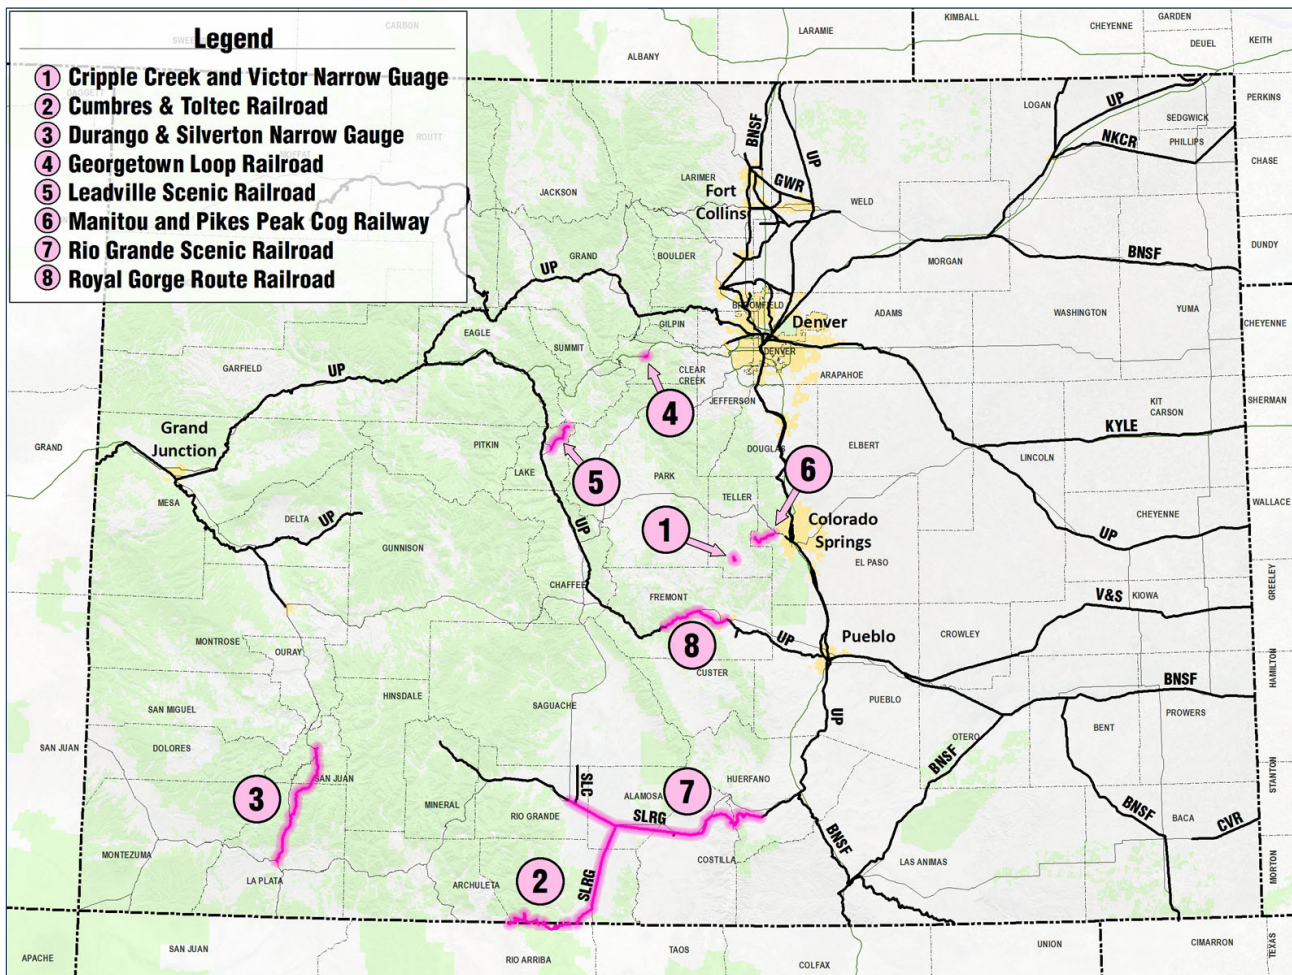 Legend
1 Cripple Creek and Victor Narrow Guage
2 Cumbres & Toltec Railroad
3 Durango & Silverton Narrow Gauge
4 Georgetown Loop Railroad
5 Leadville Scenic Railroad
6 Manitou and Pikes Peak Cog Railway
7 Rio Grande Scenic Railroad
8 Royal Gorge Route Railroad
CARBON
ROUTT
MOFFAT
ALBANY
LARAMIE
KIMBALL
CHEYENNE
GARDEN
DEUEL
KEITH
PERKINS
LOGAN
UP
SEDGWICK
PHILLIPS
NKCR
CHASE
BNSF
UP
LARIMER
JACKSON
Fort
Collins
GWR
WELD
DUNDY
BNSF
MORGAN
BOULDER
GRAND
UP
BROOMFIELD
Denver
ADAMS
WASHINGTON
YUMA
CHEYENNE
GILPIN
EAGLE
SUMMIT
DENVER
CLEAR
CREEK
ARAPAHOE
GARFIELD
UP
JEFFERSON
4
KIT
CARSON
SHERMAN
KYLE
Grand
Junction
GRAND
PITKIN
LAKE
5
PARK
DOUGLAS
ELBERT
LINCOLN
6
TELLER
WALLACE
MESA
DELTA
UP
UP
1
Colorado
Springs
CHEYENNE
UP
GUNNISON
EL PASO
CHAFFEE
FREMONT
V&S
KIOWA
GREELEY
8
UP
Pueblo
CROWLEY
MONTROSE
OURAY
CUSTER
HAMILTON
HINSDALE
SAGUACHE
PUEBLO
BNSF
PROWERS
SAN MIGUEL
BENT
UP
OTERO
SAN JUAN
DOLORES
SAN JUAN
BNSF
STANTON
HUERFANO
3
SLC
ALAMOSA
7
MINERAL
RIO GRANDE
SLRG
BNSF
BNSF
BACA
CVR
MONTEZUMA
LA PLATA
ARCHULETA
2
SLRG
COSTILLA
LAS ANIMAS
MORTON
APACHE
SAN JUAN
RIO ARRIBA
TAOS
COLFAX
UNION
CIMARRON
TEXAS